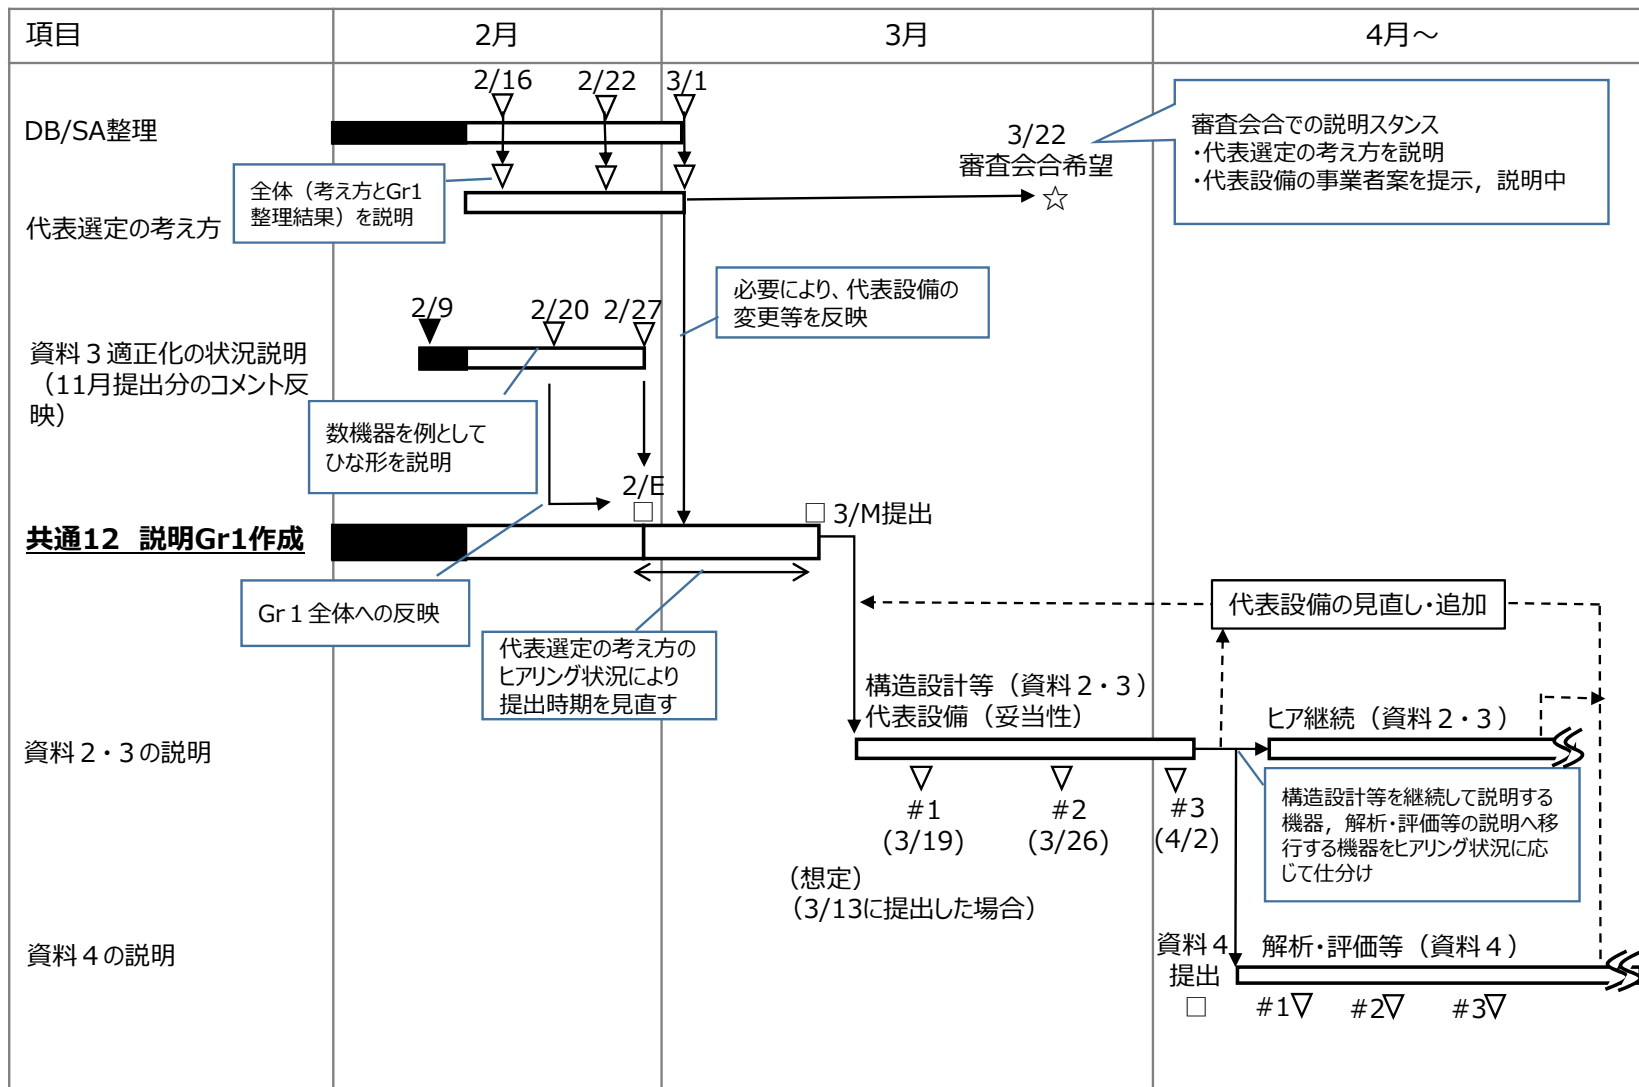 項目
2月
3月
4月～
2/16
2/22
3/1
DB/SA整理
3/22
審査会合希望
☆
審査会合での説明スタンス
・代表選定の考え方を説明
・代表設備の事業者案を提示，説明中
全体（考え方とGr1
整理結果）を説明
代表選定の考え方
必要により、代表設備の
変更等を反映
2/9
2/20
2/27
資料３適正化の状況説明
（11月提出分のコメント反
映）
数機器を例として
ひな形を説明
2/E
□
□ 3/M提出
共通12　説明Gr1作成
Gr１全体への反映
代表選定の考え方の
ヒアリング状況により
提出時期を見直す
代表設備の見直し・追加
構造設計等（資料２・３）
代表設備（妥当性）
ヒア継続（資料２・３）
資料２・３の説明
#1
(3/19)
#2
(3/26)
#3
(4/2)
構造設計等を継続して説明する
機器，解析・評価等の説明へ移
行する機器をヒアリング状況に応
じて仕分け
（想定）
（3/13に提出した場合）
資料４の説明
資料４
提出
□
解析・評価等（資料４）
#1▽
#2▽
#3▽